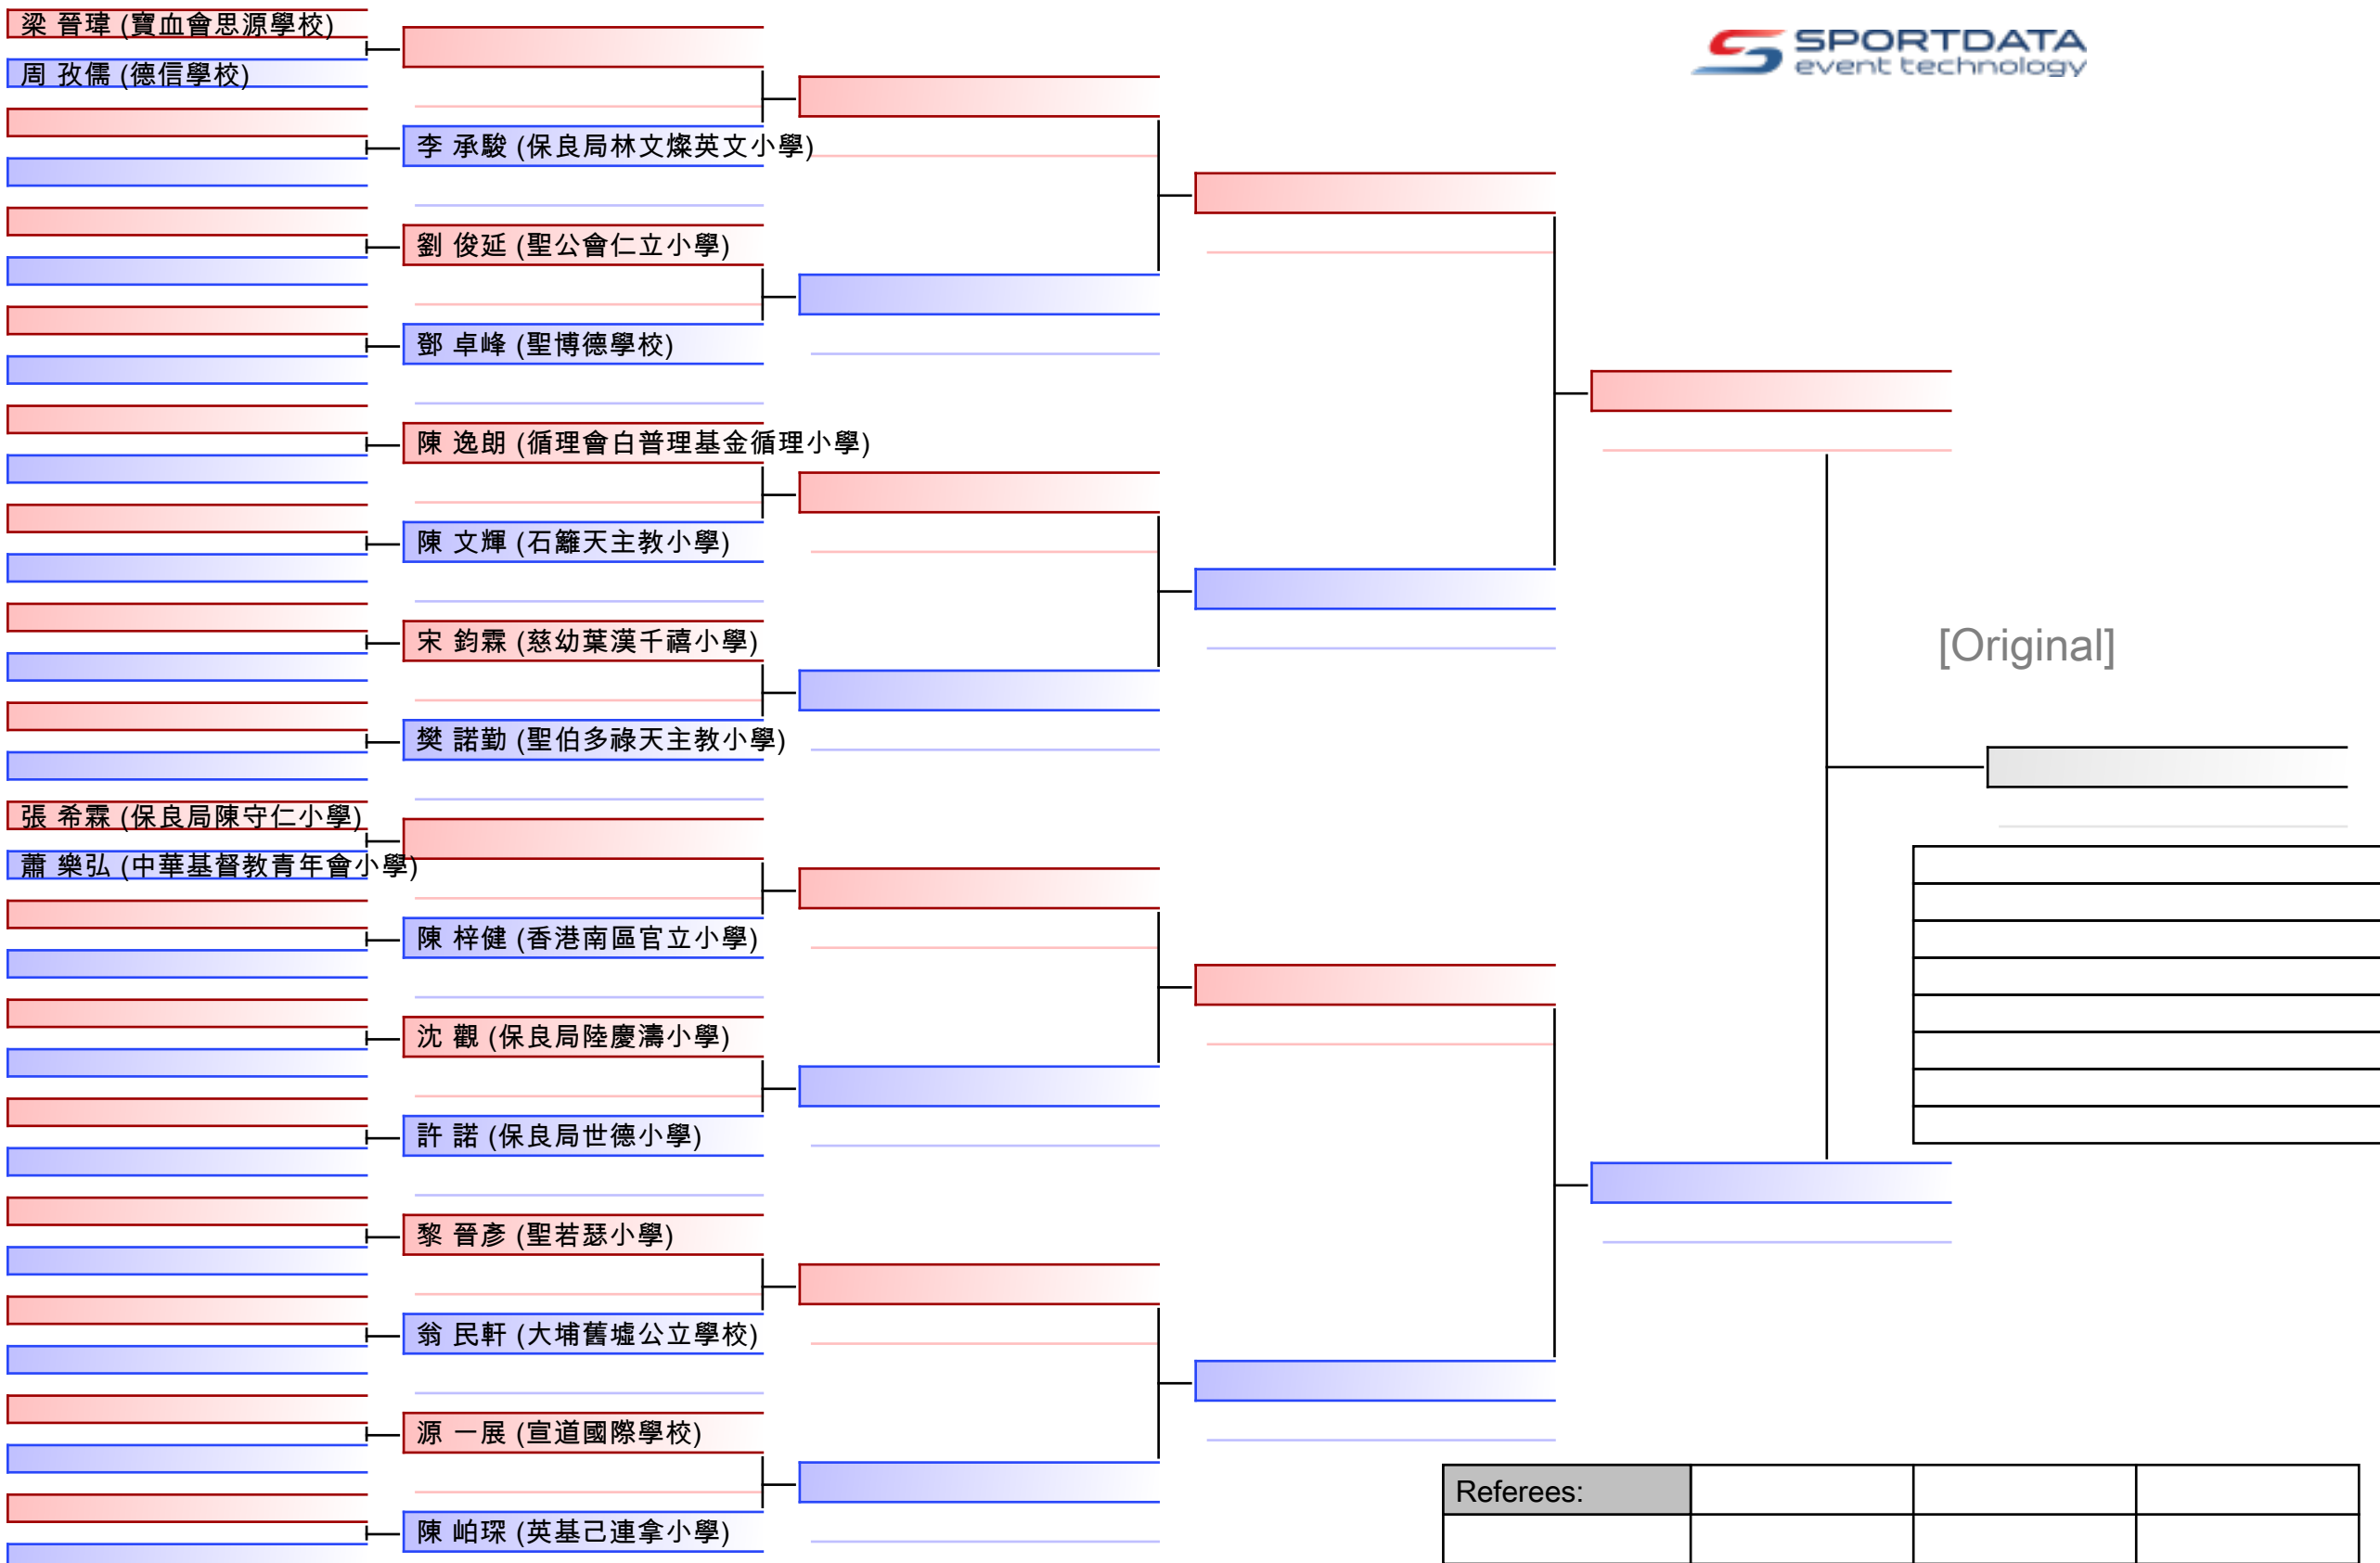 梁 晉瑋 (寶血會思源學校)
周 孜儒 (德信學校)
李 承駿 (保良局林文燦英文小學)
劉 俊延 (聖公會仁立小學)
鄧 卓峰 (聖博德學校)
陳 逸朗 (循理會白普理基金循理小學)
陳 文輝 (石籬天主教小學)
宋 鈞霖 (慈幼葉漢千禧小學)
樊 諾勤 (聖伯多祿天主教小學)
張 希霖 (保良局陳守仁小學)
蕭 樂弘 (中華基督教青年會小學)
陳 梓健 (香港南區官立小學)
沈 觀 (保良局陸慶濤小學)
許 諾 (保良局世德小學)
黎 晉彥 (聖若瑟小學)
翁 民軒 (大埔舊墟公立學校)
源 一展 (宣道國際學校)
陳 帕琛 (英基己連拿小學)
SPORTDATA
event technology
[Original]
Referees: